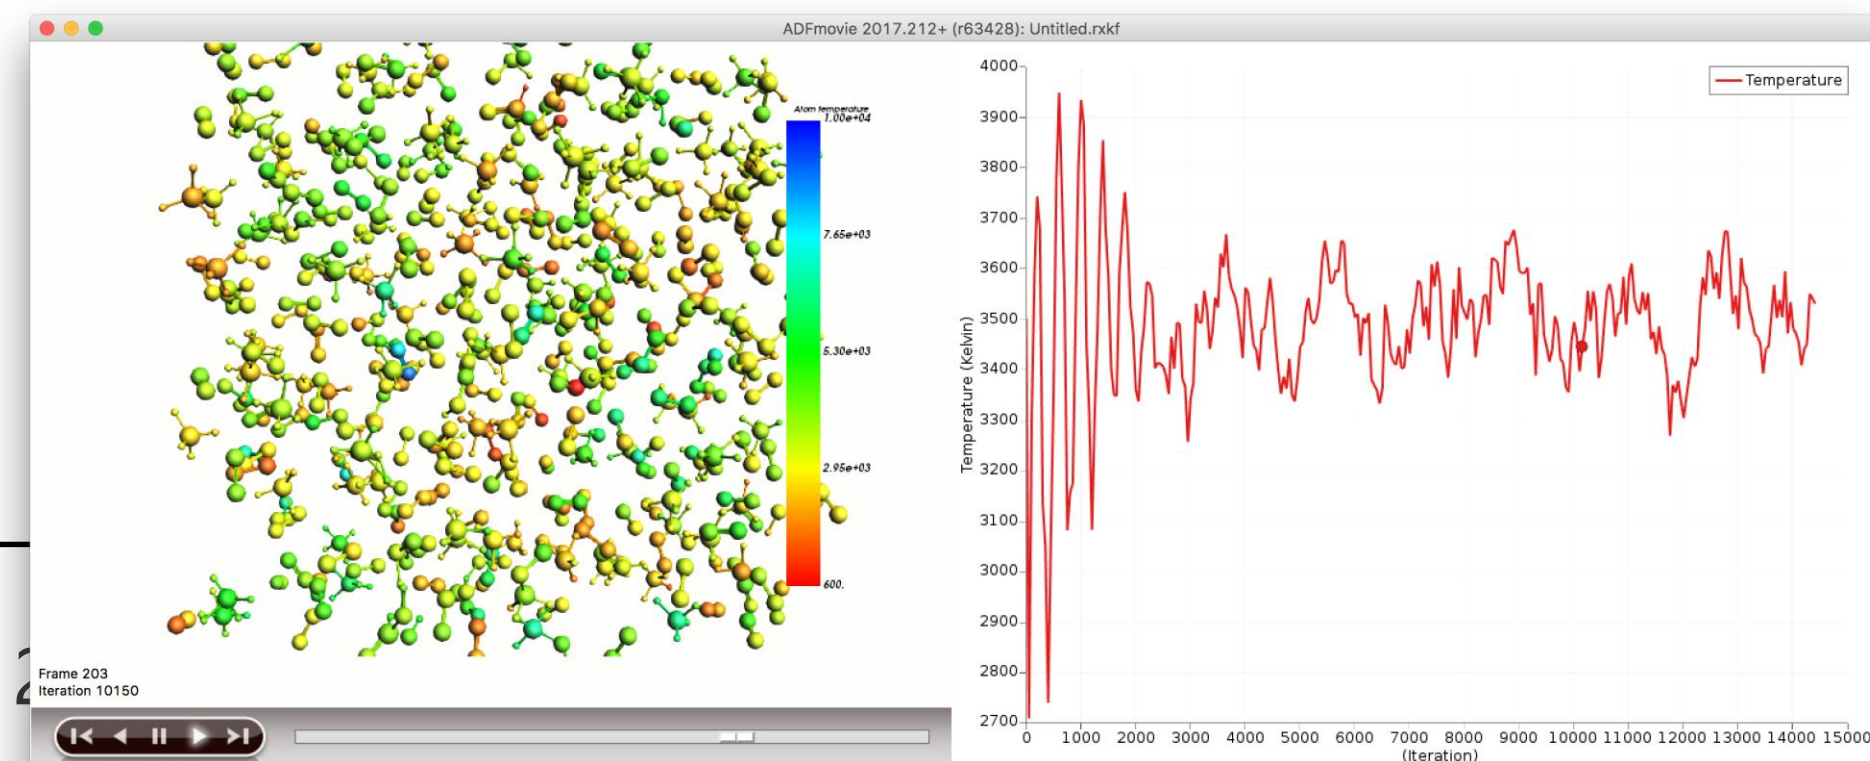 ADFmovie 2017.212+ (r63428): Untitled.rxkf
Atom temperature
1.00e+04
7.65e+03
5.30e+03
2.95e+03
600.
Frame 203
Iteration 10150
2
Temperature
4000
3900
3800
3700
3600
3500
3400
3300
3200
3100
3000
2900
2800
2700
Temperature (Kelvin)
0 1000 2000 3000 4000 5000 6000 7000 8000 9000 10000 11000 12000 13000 14000 15000
(Iteration)